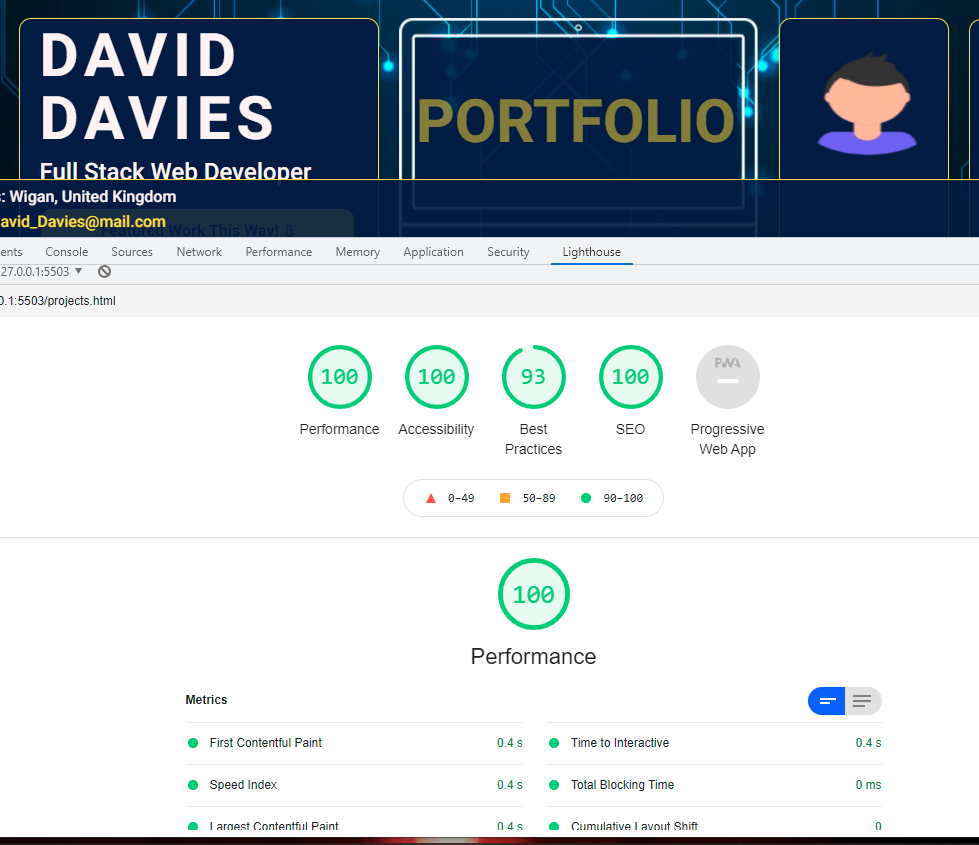 DAVID
DAVIES
Full Stack Web Developer
PORTFOLIO
: Wigan, United Kingdom
avid_Davies@mail.com
Featured Work This Way!
ents Console Sources Network Performance Memory Application Security Lighthouse
27.0.0.1:5503
0.1:5503/projects.html
100 100 93 100 PWA
Performance Accessibility Best Practices SEO Progressive Web App
0–49 50–89 90–100
100
Performance
Metrics
First Contentful Paint 0.4 s Time to Interactive 0.4 s
Speed Index 0.4 s Total Blocking Time 0 ms
Largest Contentful Paint 0.4 s Cumulative Layout Shift 0